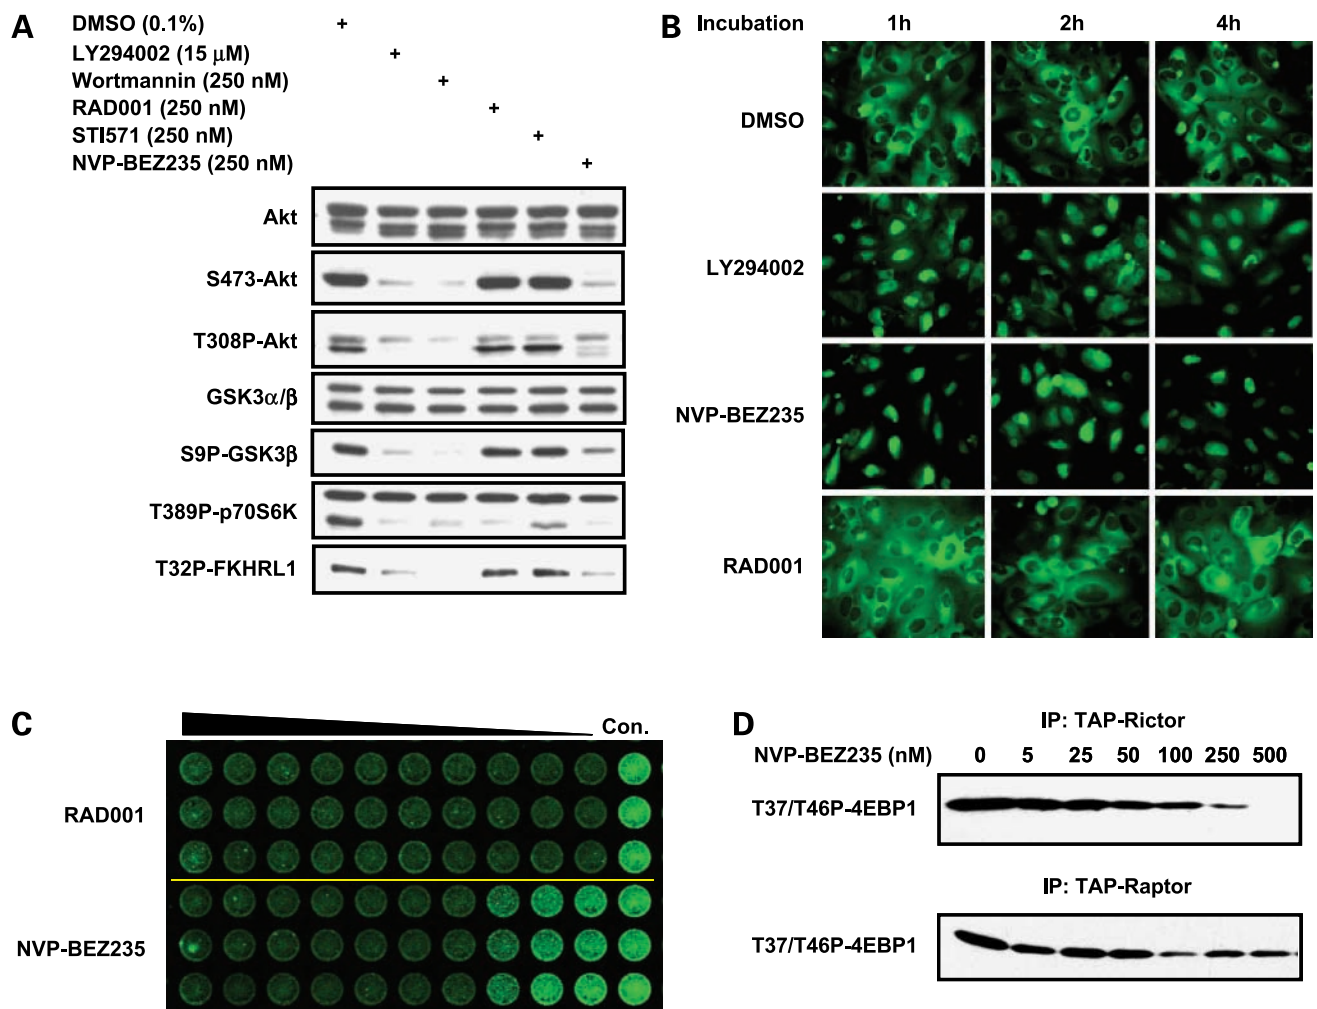 A
DMSO (0.1%) +
LY294002 (15 μM) +
Wortmannin (250 nM) +
RAD001 (250 nM) +
STI571 (250 nM) +
NVP-BEZ235 (250 nM) +
Akt
S473-Akt
T308P-Akt
GSK3α/β
S9P-GSK3β
T389P-p70S6K
T32P-FKHRL1
B
Incubation 1h 2h 4h
DMSO
LY294002
NVP-BEZ235
RAD001
C
Con.
RAD001
NVP-BEZ235
D
IP: TAP-Rictor
NVP-BEZ235 (nM) 0 5 25 50 100 250 500
T37/T46P-4EBP1
IP: TAP-Raptor
T37/T46P-4EBP1